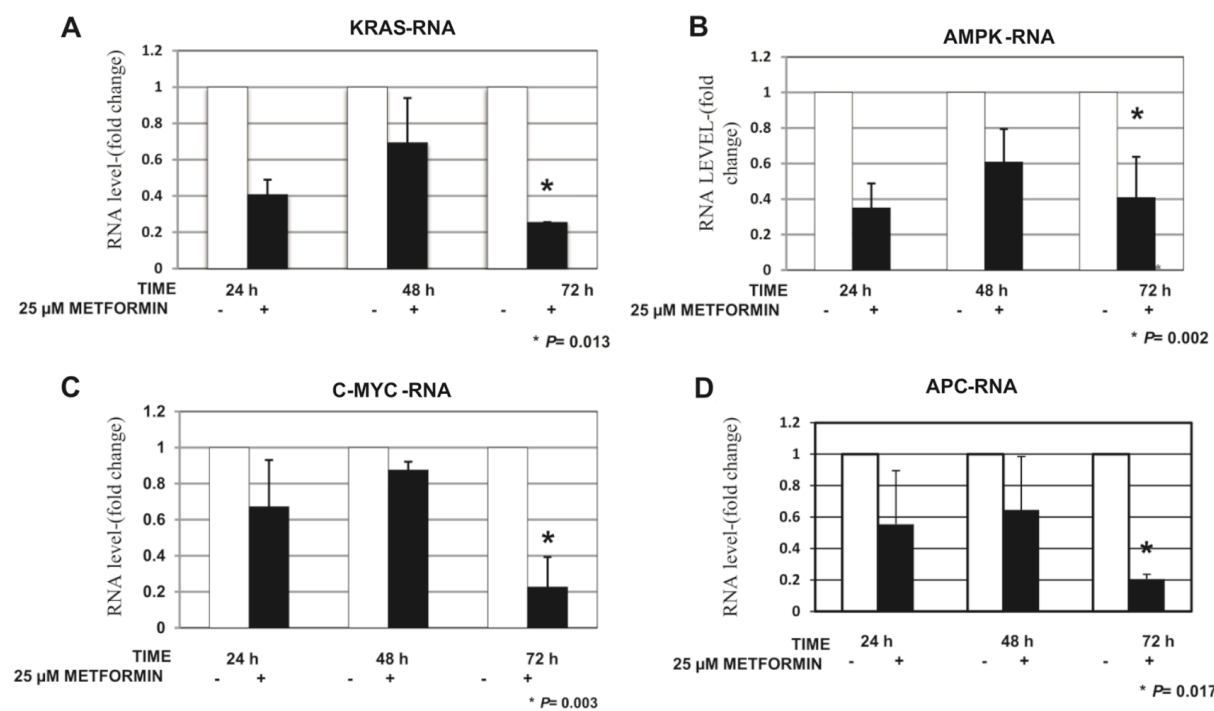 A
KRAS-RNA
RNA level-(fold change)
1.2
1
0.8
0.6
0.4
0.2
0
*
TIME 24 h 48 h 72 h
25 µM METFORMIN - + - + - +
* P= 0.013
B
AMPK-RNA
RNA LEVEL-(fold
change)
1.2
1
0.8
0.6
0.4
0.2
0
*
*
TIME 24 h 48 h 72 h
25 µM METFORMIN - + - + - +
* P= 0.002
C
C-MYC-RNA
RNA level-(fold change)
1.2
1
0.8
0.6
0.4
0.2
0
*
TIME 24 h 48 h 72 h
25 µM METFORMIN - + - + - +
* P= 0.003
D
APC-RNA
RNA level-(fold change)
1.2
1
0.8
0.6
0.4
0.2
0
*
TIME 24 h 48 h 72 h
25 µM METFORMIN - + - + - +
* P= 0.017